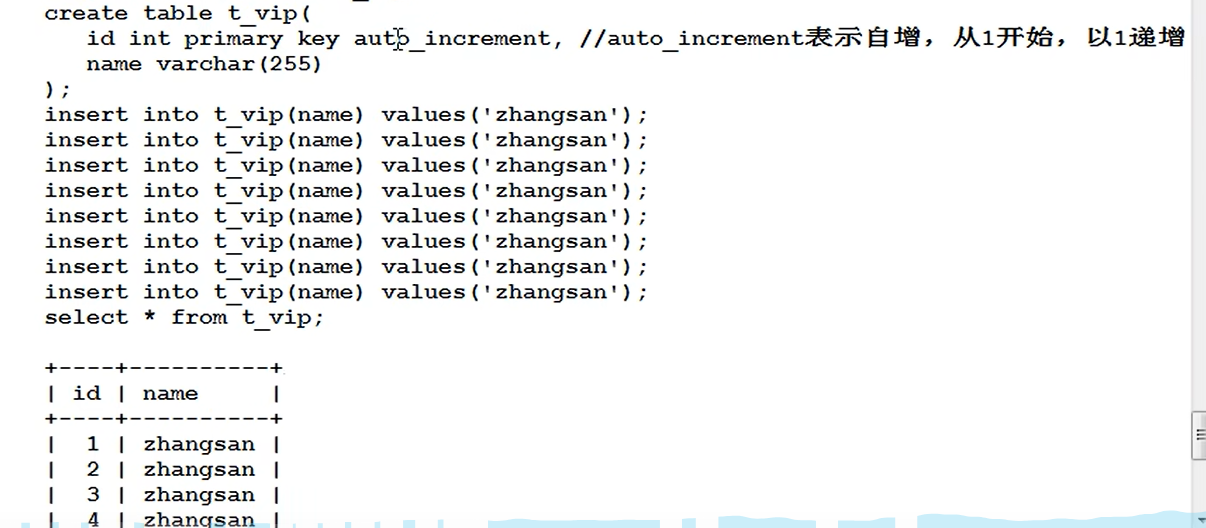 create table t_vip(
id int primary key auto_increment, //auto_increment表示自增，从1开始，以1递增
name varchar(255)
);
insert into t_vip(name) values('zhangsan');
insert into t_vip(name) values('zhangsan');
insert into t_vip(name) values('zhangsan');
insert into t_vip(name) values('zhangsan');
insert into t_vip(name) values('zhangsan');
insert into t_vip(name) values('zhangsan');
insert into t_vip(name) values('zhangsan');
insert into t_vip(name) values('zhangsan');
select * from t_vip;
+----+----------+
| id | name     |
+----+----------+
|  1 | zhangsan |
|  2 | zhangsan |
|  3 | zhangsan |
|  4 | zhangsan |